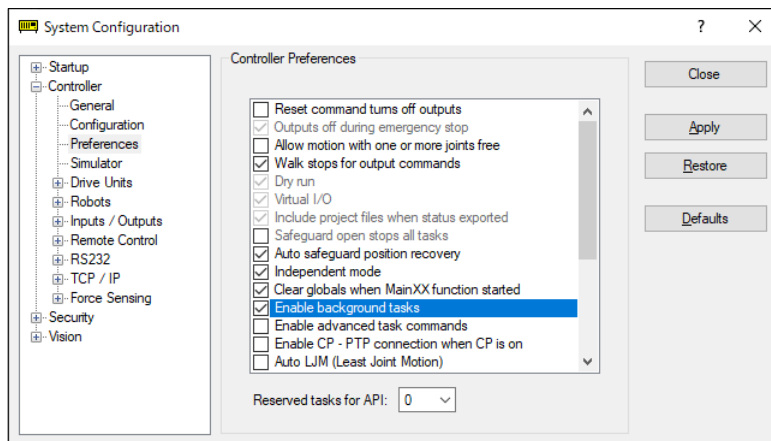 System Configuration
?
Startup
Controller
General
Configuration
Preferences
Simulator
Drive Units
Robots
Inputs / Outputs
Remote Control
RS232
TCP / IP
Force Sensing
Security
Vision
Controller Preferences
Reset command turns off outputs
Outputs off during emergency stop
Allow motion with one or more joints free
Walk stops for output commands
Dry run
Virtual I/O
Include project files when status exported
Safeguard open stops all tasks
Auto safeguard position recovery
Independent mode
Clear globals when MainXX function started
Enable background tasks
Enable advanced task commands
Enable CP - PTP connection when CP is on
Auto LJM (Least Joint Motion)
Reserved tasks for API: 0
Close
Apply
Restore
Defaults